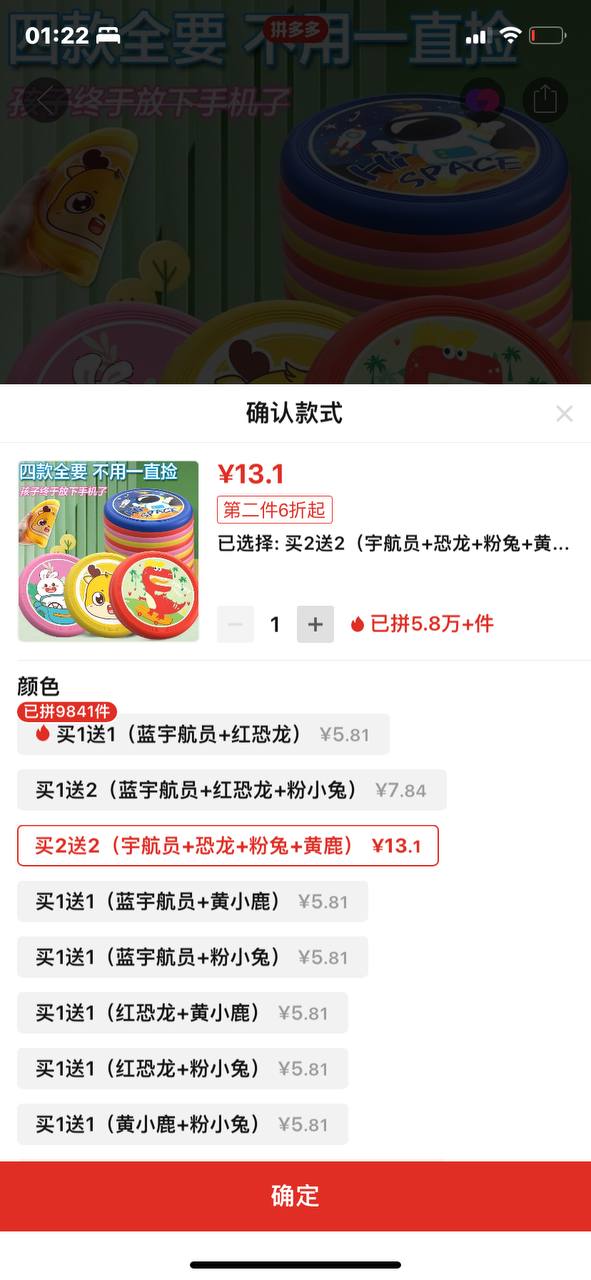 01:22
拼多多
四款全要 不用一直捡
孩子终于放下手机了
Hi
SPACE
确认款式
四款全要 不用一直捡
孩子终于放下手机了
¥13.1
第二件6折起
已选择: 买2送2（宇航员+恐龙+粉兔+黄...
1
已拼5.8万+件
颜色
已拼9841件
买1送1（蓝宇航员+红恐龙） ¥5.81
买1送2（蓝宇航员+红恐龙+粉小兔） ¥7.84
买2送2（宇航员+恐龙+粉兔+黄鹿） ¥13.1
买1送1（蓝宇航员+黄小鹿） ¥5.81
买1送1（蓝宇航员+粉小兔） ¥5.81
买1送1（红恐龙+黄小鹿） ¥5.81
买1送1（红恐龙+粉小兔） ¥5.81
买1送1（黄小鹿+粉小兔） ¥5.81
确定